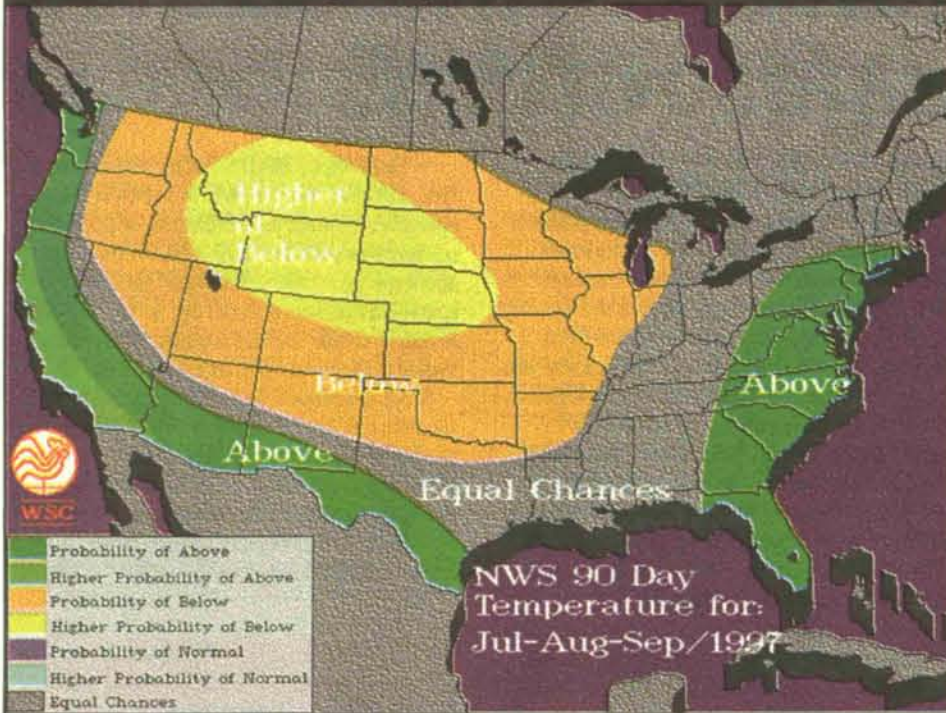 Higher
of
Below
Below
Above
Above
Equal Chances
WSC
NWS 90 Day
Temperature for:
Jul-Aug-Sep/1997
Probability of Above
Higher Probability of Above
Probability of Below
Higher Probability of Below
Probability of Normal
Higher Probability of Normal
Equal Chances